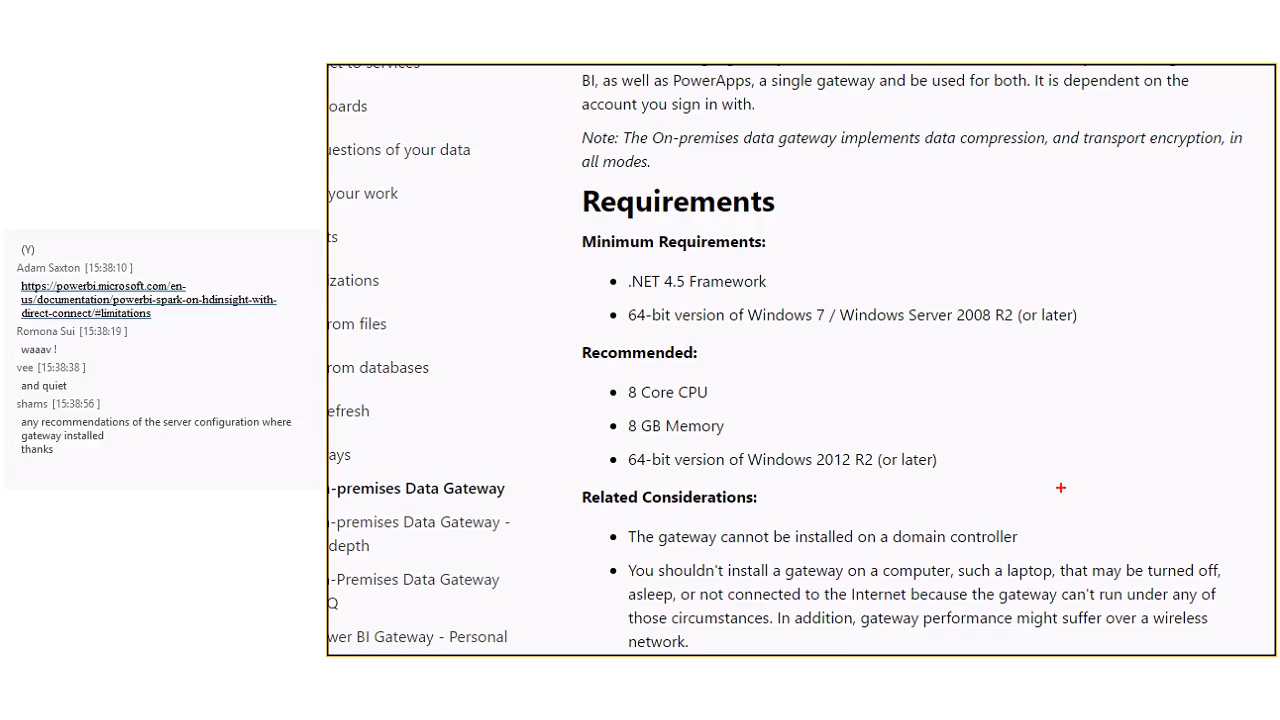 (Y)
Adam Saxton [15:38:10 ]
https://powerbi.microsoft.com/en-
us/documentation/powerbi-spark-on-hdinsight-with-
direct-connect/#limitations
Romona Sui [15:38:19 ]
waaav !
vee [15:38:38 ]
and quiet
shams [15:38:56 ]
any recommendations of the server configuration where
gateway installed
thanks
oards
uestions of your data
your work
ts
izations
rom files
rom databases
efresh
ays
n-premises Data Gateway
n-premises Data Gateway -
depth
n-Premises Data Gateway
Q
wer BI Gateway - Personal
BI, as well as PowerApps, a single gateway and be used for both. It is dependent on the
account you sign in with.
Note: The On-premises data gateway implements data compression, and transport encryption, in
all modes.
Requirements
Minimum Requirements:
• .NET 4.5 Framework
• 64-bit version of Windows 7 / Windows Server 2008 R2 (or later)
Recommended:
• 8 Core CPU
• 8 GB Memory
• 64-bit version of Windows 2012 R2 (or later)
Related Considerations:
• The gateway cannot be installed on a domain controller
• You shouldn't install a gateway on a computer, such a laptop, that may be turned off,
asleep, or not connected to the Internet because the gateway can't run under any of
those circumstances. In addition, gateway performance might suffer over a wireless
network.